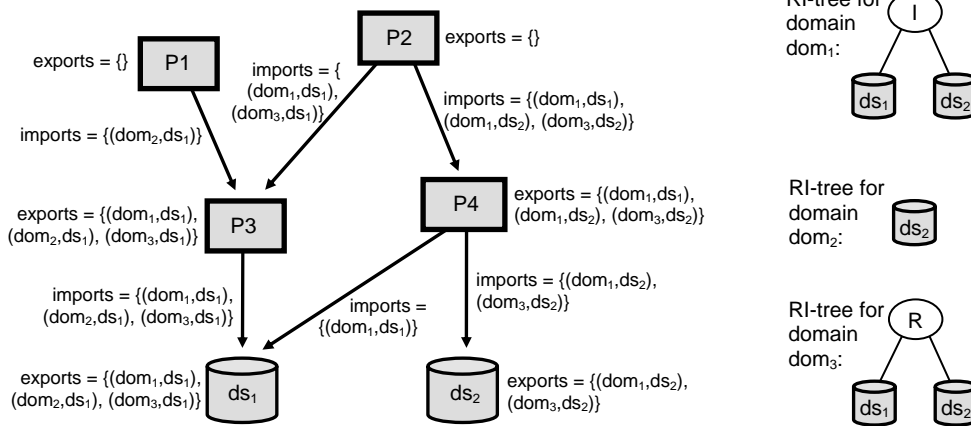 exports = {}
P1
P2
exports = {}
imports = {
(dom1,ds1),
(dom3,ds1)}
imports = {(dom2,ds1)}
imports = {(dom1,ds1),
(dom1,ds2), (dom3,ds2)}
exports = {(dom1,ds1),
(dom2,ds1), (dom3,ds1)}
P3
P4
exports = {(dom1,ds1),
(dom1,ds2), (dom3,ds2)}
imports = {(dom1,ds1),
(dom2,ds1), (dom3,ds1)}
imports =
{(dom1,ds1)}
imports = {(dom1,ds2),
(dom3,ds2)}
exports = {(dom1,ds1),
(dom2,ds1), (dom3,ds1)}
ds1
ds2
exports = {(dom1,ds2),
(dom3,ds2)}
RI-tree for
domain
dom1:
I
ds1
ds2
RI-tree for
domain
dom2:
ds2
RI-tree for
domain
dom3:
R
ds1
ds2